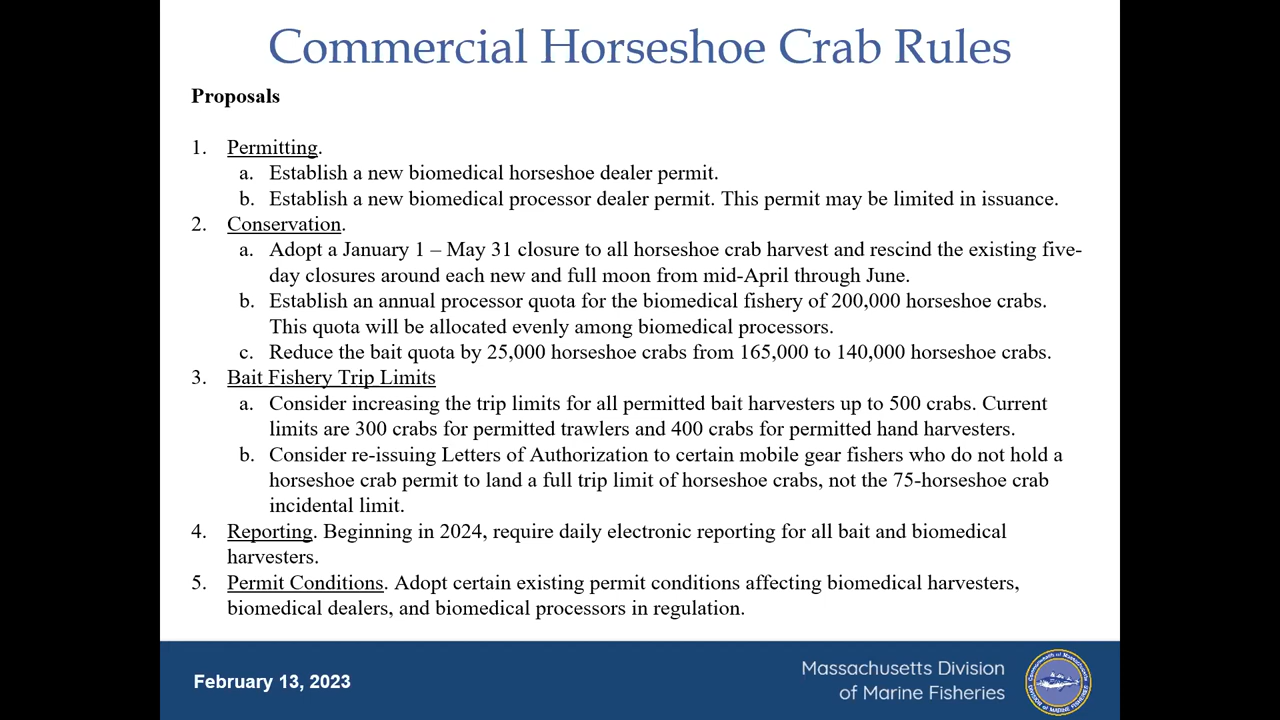 Commercial Horseshoe Crab Rules
Proposals
1. Permitting.
a. Establish a new biomedical horseshoe dealer permit.
b. Establish a new biomedical processor dealer permit. This permit may be limited in issuance.
2. Conservation.
a. Adopt a January 1 – May 31 closure to all horseshoe crab harvest and rescind the existing five-
day closures around each new and full moon from mid-April through June.
b. Establish an annual processor quota for the biomedical fishery of 200,000 horseshoe crabs.
This quota will be allocated evenly among biomedical processors.
c. Reduce the bait quota by 25,000 horseshoe crabs from 165,000 to 140,000 horseshoe crabs.
3. Bait Fishery Trip Limits
a. Consider increasing the trip limits for all permitted bait harvesters up to 500 crabs. Current
limits are 300 crabs for permitted trawlers and 400 crabs for permitted hand harvesters.
b. Consider re-issuing Letters of Authorization to certain mobile gear fishers who do not hold a
horseshoe crab permit to land a full trip limit of horseshoe crabs, not the 75-horseshoe crab
incidental limit.
4. Reporting. Beginning in 2024, require daily electronic reporting for all bait and biomedical
harvesters.
5. Permit Conditions. Adopt certain existing permit conditions affecting biomedical harvesters,
biomedical dealers, and biomedical processors in regulation.
February 13, 2023
Massachusetts Division
of Marine Fisheries